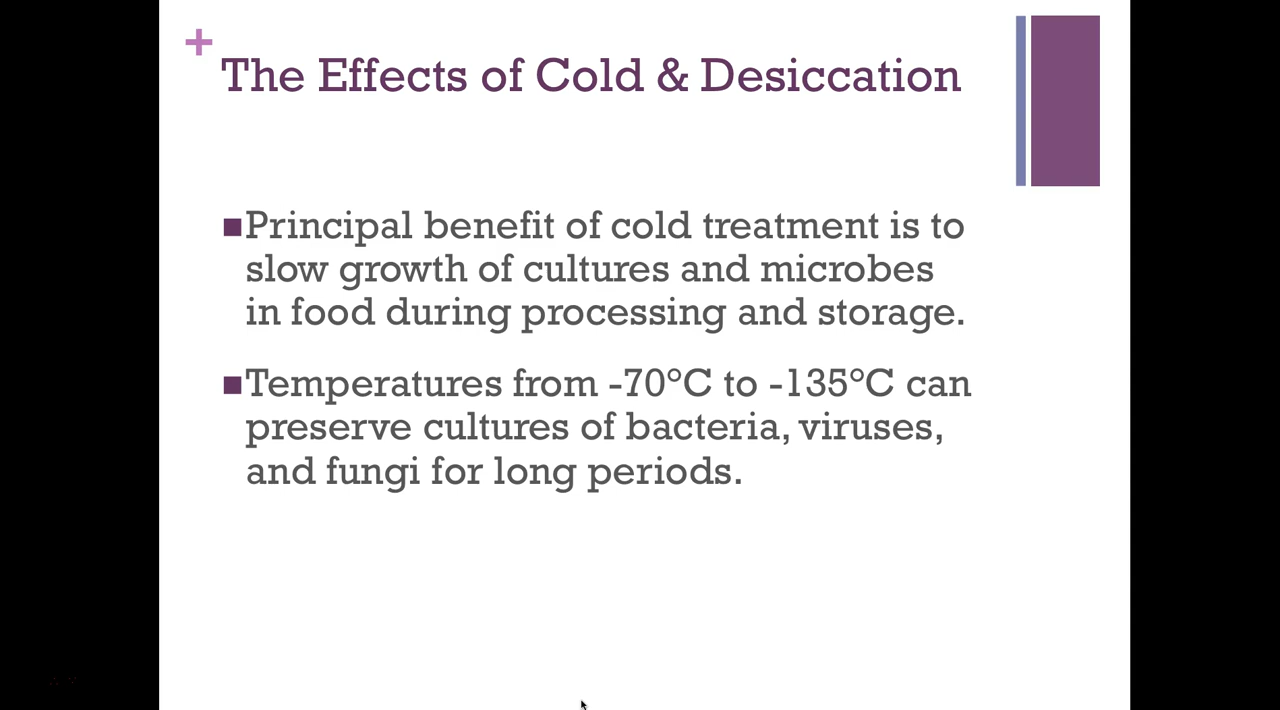 The Effects of Cold & Desiccation
■Principal benefit of cold treatment is to
slow growth of cultures and microbes
in food during processing and storage.
■Temperatures from -70°C to -135°C can
preserve cultures of bacteria, viruses,
and fungi for long periods.